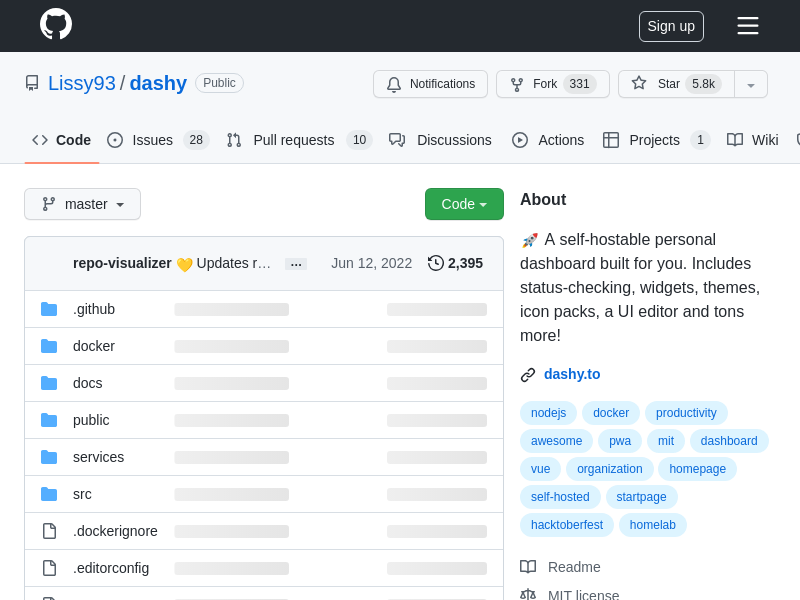 Sign up
Lissy93 / dashy Public
Notifications Fork 331 Star 5.8k
Code Issues 28 Pull requests 10 Discussions Actions Projects 1 Wiki
master Code
repo-visualizer 💛 Updates r… … Jun 12, 2022 2,395
.github
docker
docs
public
services
src
.dockerignore
.editorconfig
About
🚀 A self-hostable personal
dashboard built for you. Includes
status-checking, widgets, themes,
icon packs, a UI editor and tons
more!
dashy.to
nodejs docker productivity
awesome pwa mit dashboard
vue organization homepage
self-hosted startpage
hacktoberfest homelab
Readme
MIT license